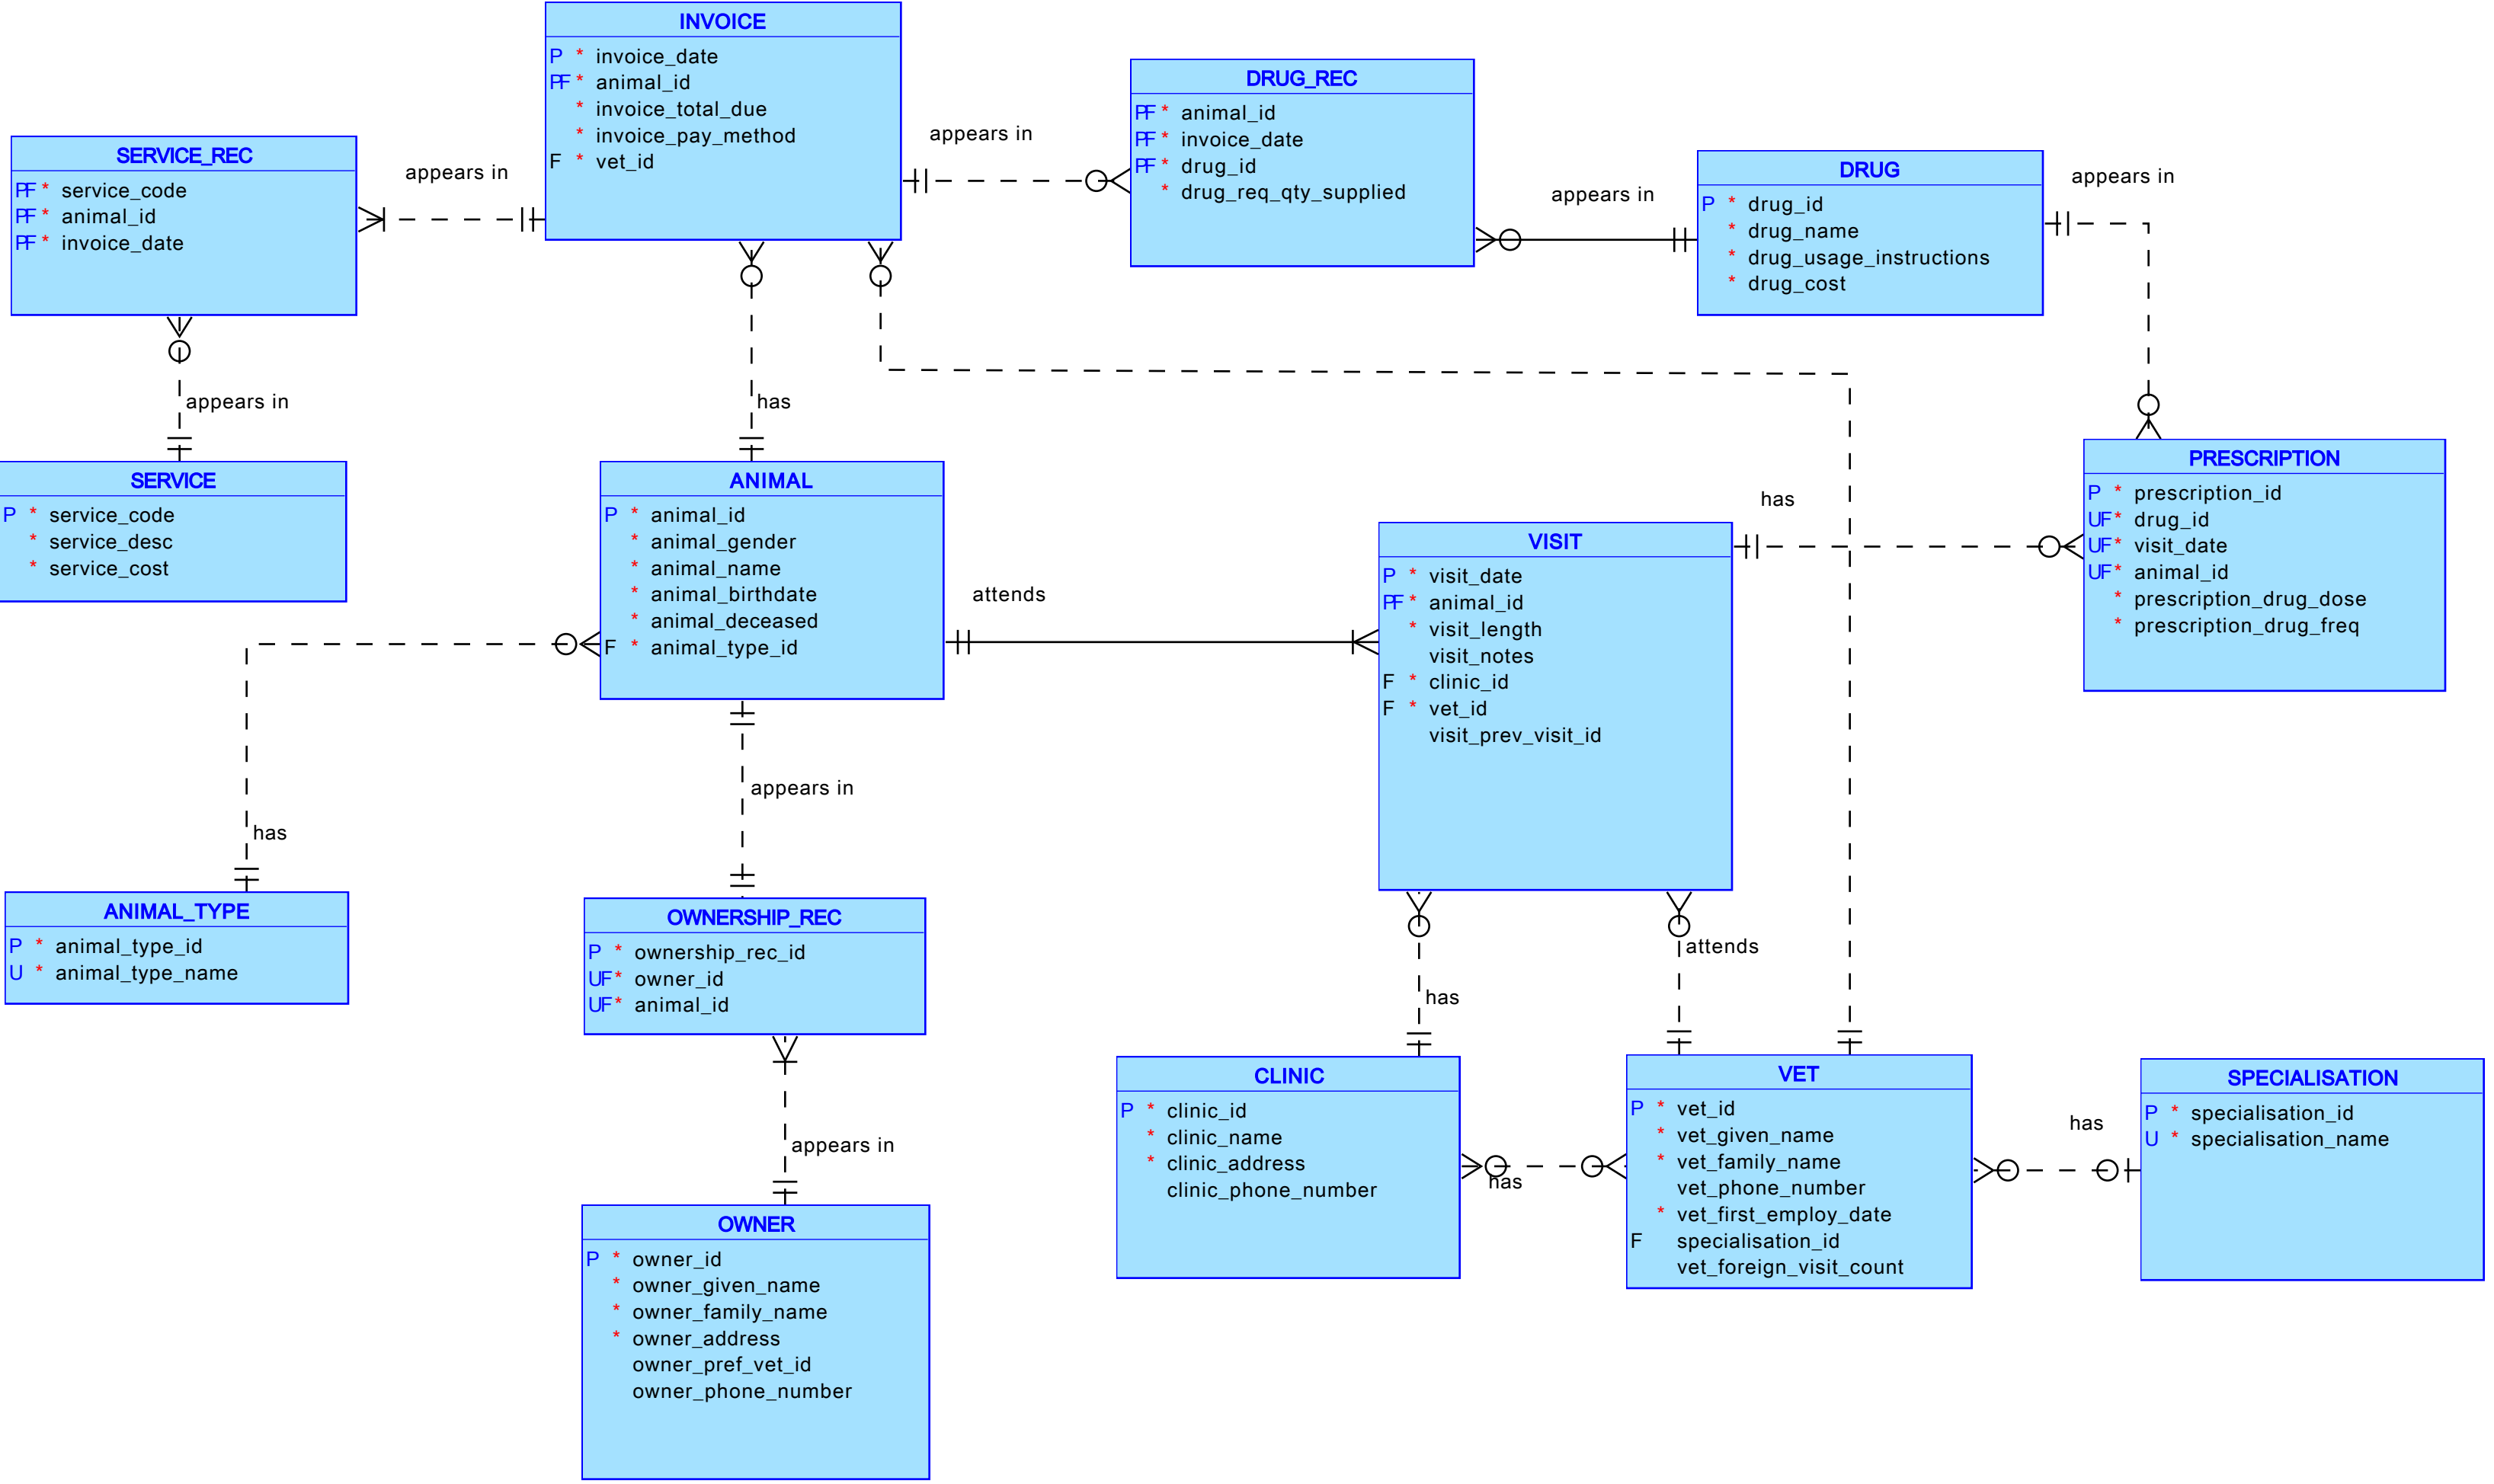 INVOICE
P * invoice_date
PF * animal_id
* invoice_total_due
* invoice_pay_method
F * vet_id
DRUG_REC
PF * animal_id
PF * invoice_date
PF * drug_id
* drug_req_qty_supplied
appears in
SERVICE_REC
PF * service_code
PF * animal_id
PF * invoice_date
appears in
DRUG
P * drug_id
* drug_name
* drug_usage_instructions
* drug_cost
appears in
appears in
appears in
has
SERVICE
P * service_code
* service_desc
* service_cost
ANIMAL
P * animal_id
* animal_gender
* animal_name
* animal_birthdate
* animal_deceased
F * animal_type_id
PRESCRIPTION
P * prescription_id
UF * drug_id
UF * visit_date
UF * animal_id
* prescription_drug_dose
* prescription_drug_freq
has
VISIT
P * visit_date
PF * animal_id
* visit_length
visit_notes
F * clinic_id
F * vet_id
visit_prev_visit_id
attends
appears in
has
ANIMAL_TYPE
P * animal_type_id
U * animal_type_name
OWNERSHIP_REC
P * ownership_rec_id
UF * owner_id
UF * animal_id
attends
has
CLINIC
P * clinic_id
* clinic_name
* clinic_address
clinic_phone_number
VET
P * vet_id
* vet_given_name
* vet_family_name
vet_phone_number
* vet_first_employ_date
F specialisation_id
vet_foreign_visit_count
SPECIALISATION
P * specialisation_id
U * specialisation_name
has
has
appears in
OWNER
P * owner_id
* owner_given_name
* owner_family_name
* owner_address
owner_pref_vet_id
owner_phone_number